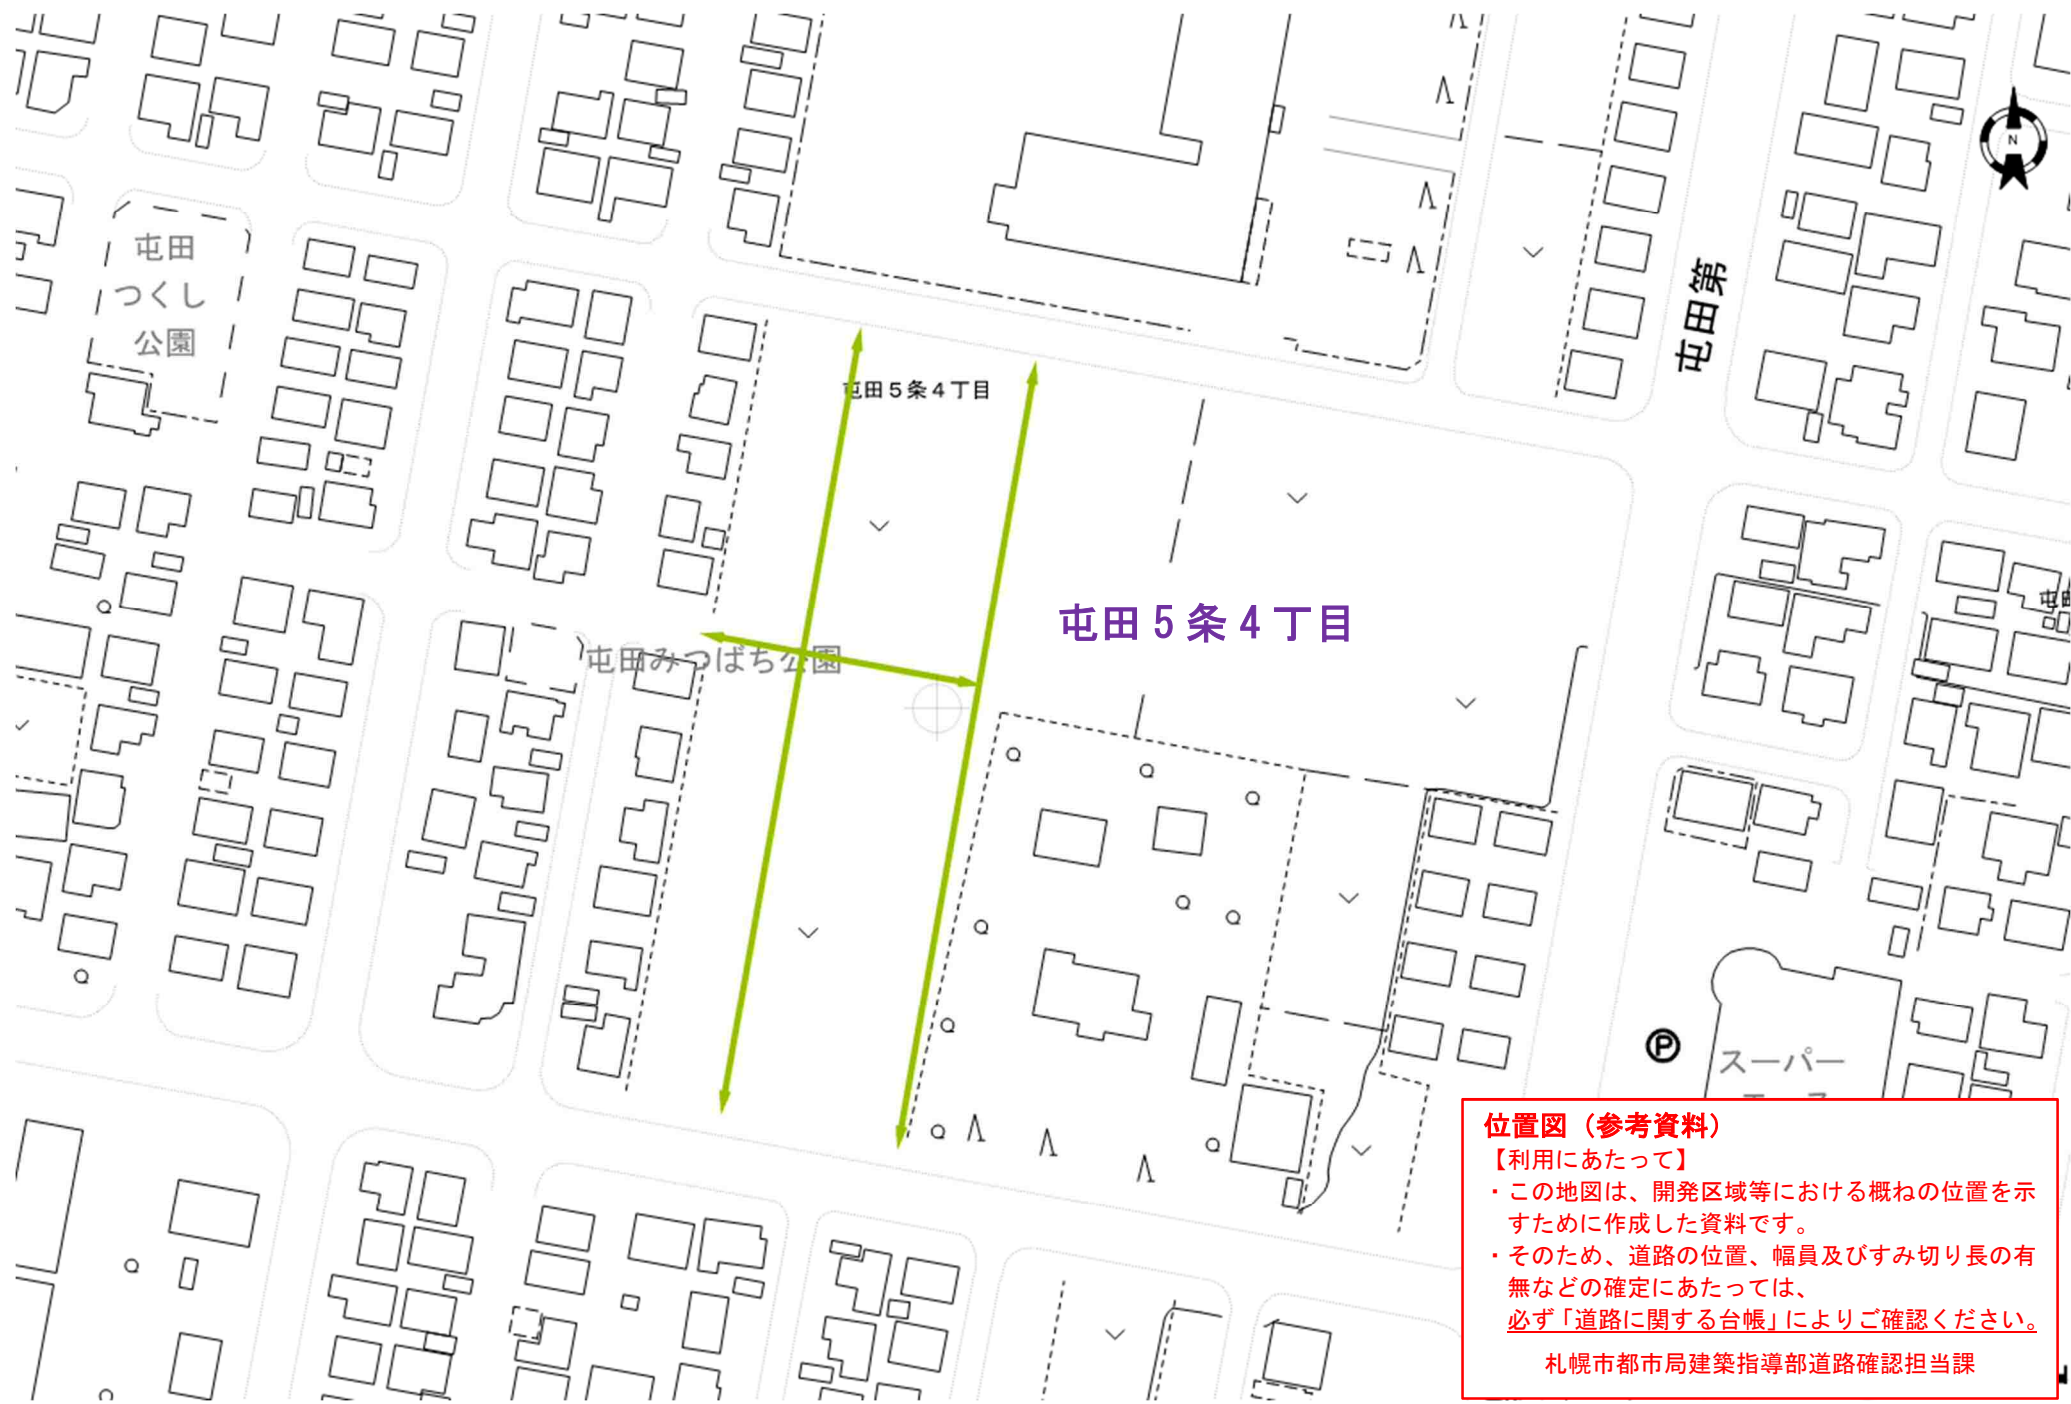 N
屯田
つくし
公園
屯田第
屯田５条４丁目
屯田５条４丁目
屯田みつばち公園
P
スーパー
位置図（参考資料）
【利用にあたって】
・この地図は、開発区域等における概ねの位置を示
すために作成した資料です。
・そのため、道路の位置、幅員及びすみ切り長の有
無などの確定にあたっては、
必ず「道路に関する台帳」によりご確認ください。
札幌市都市局建築指導部道路確認担当課